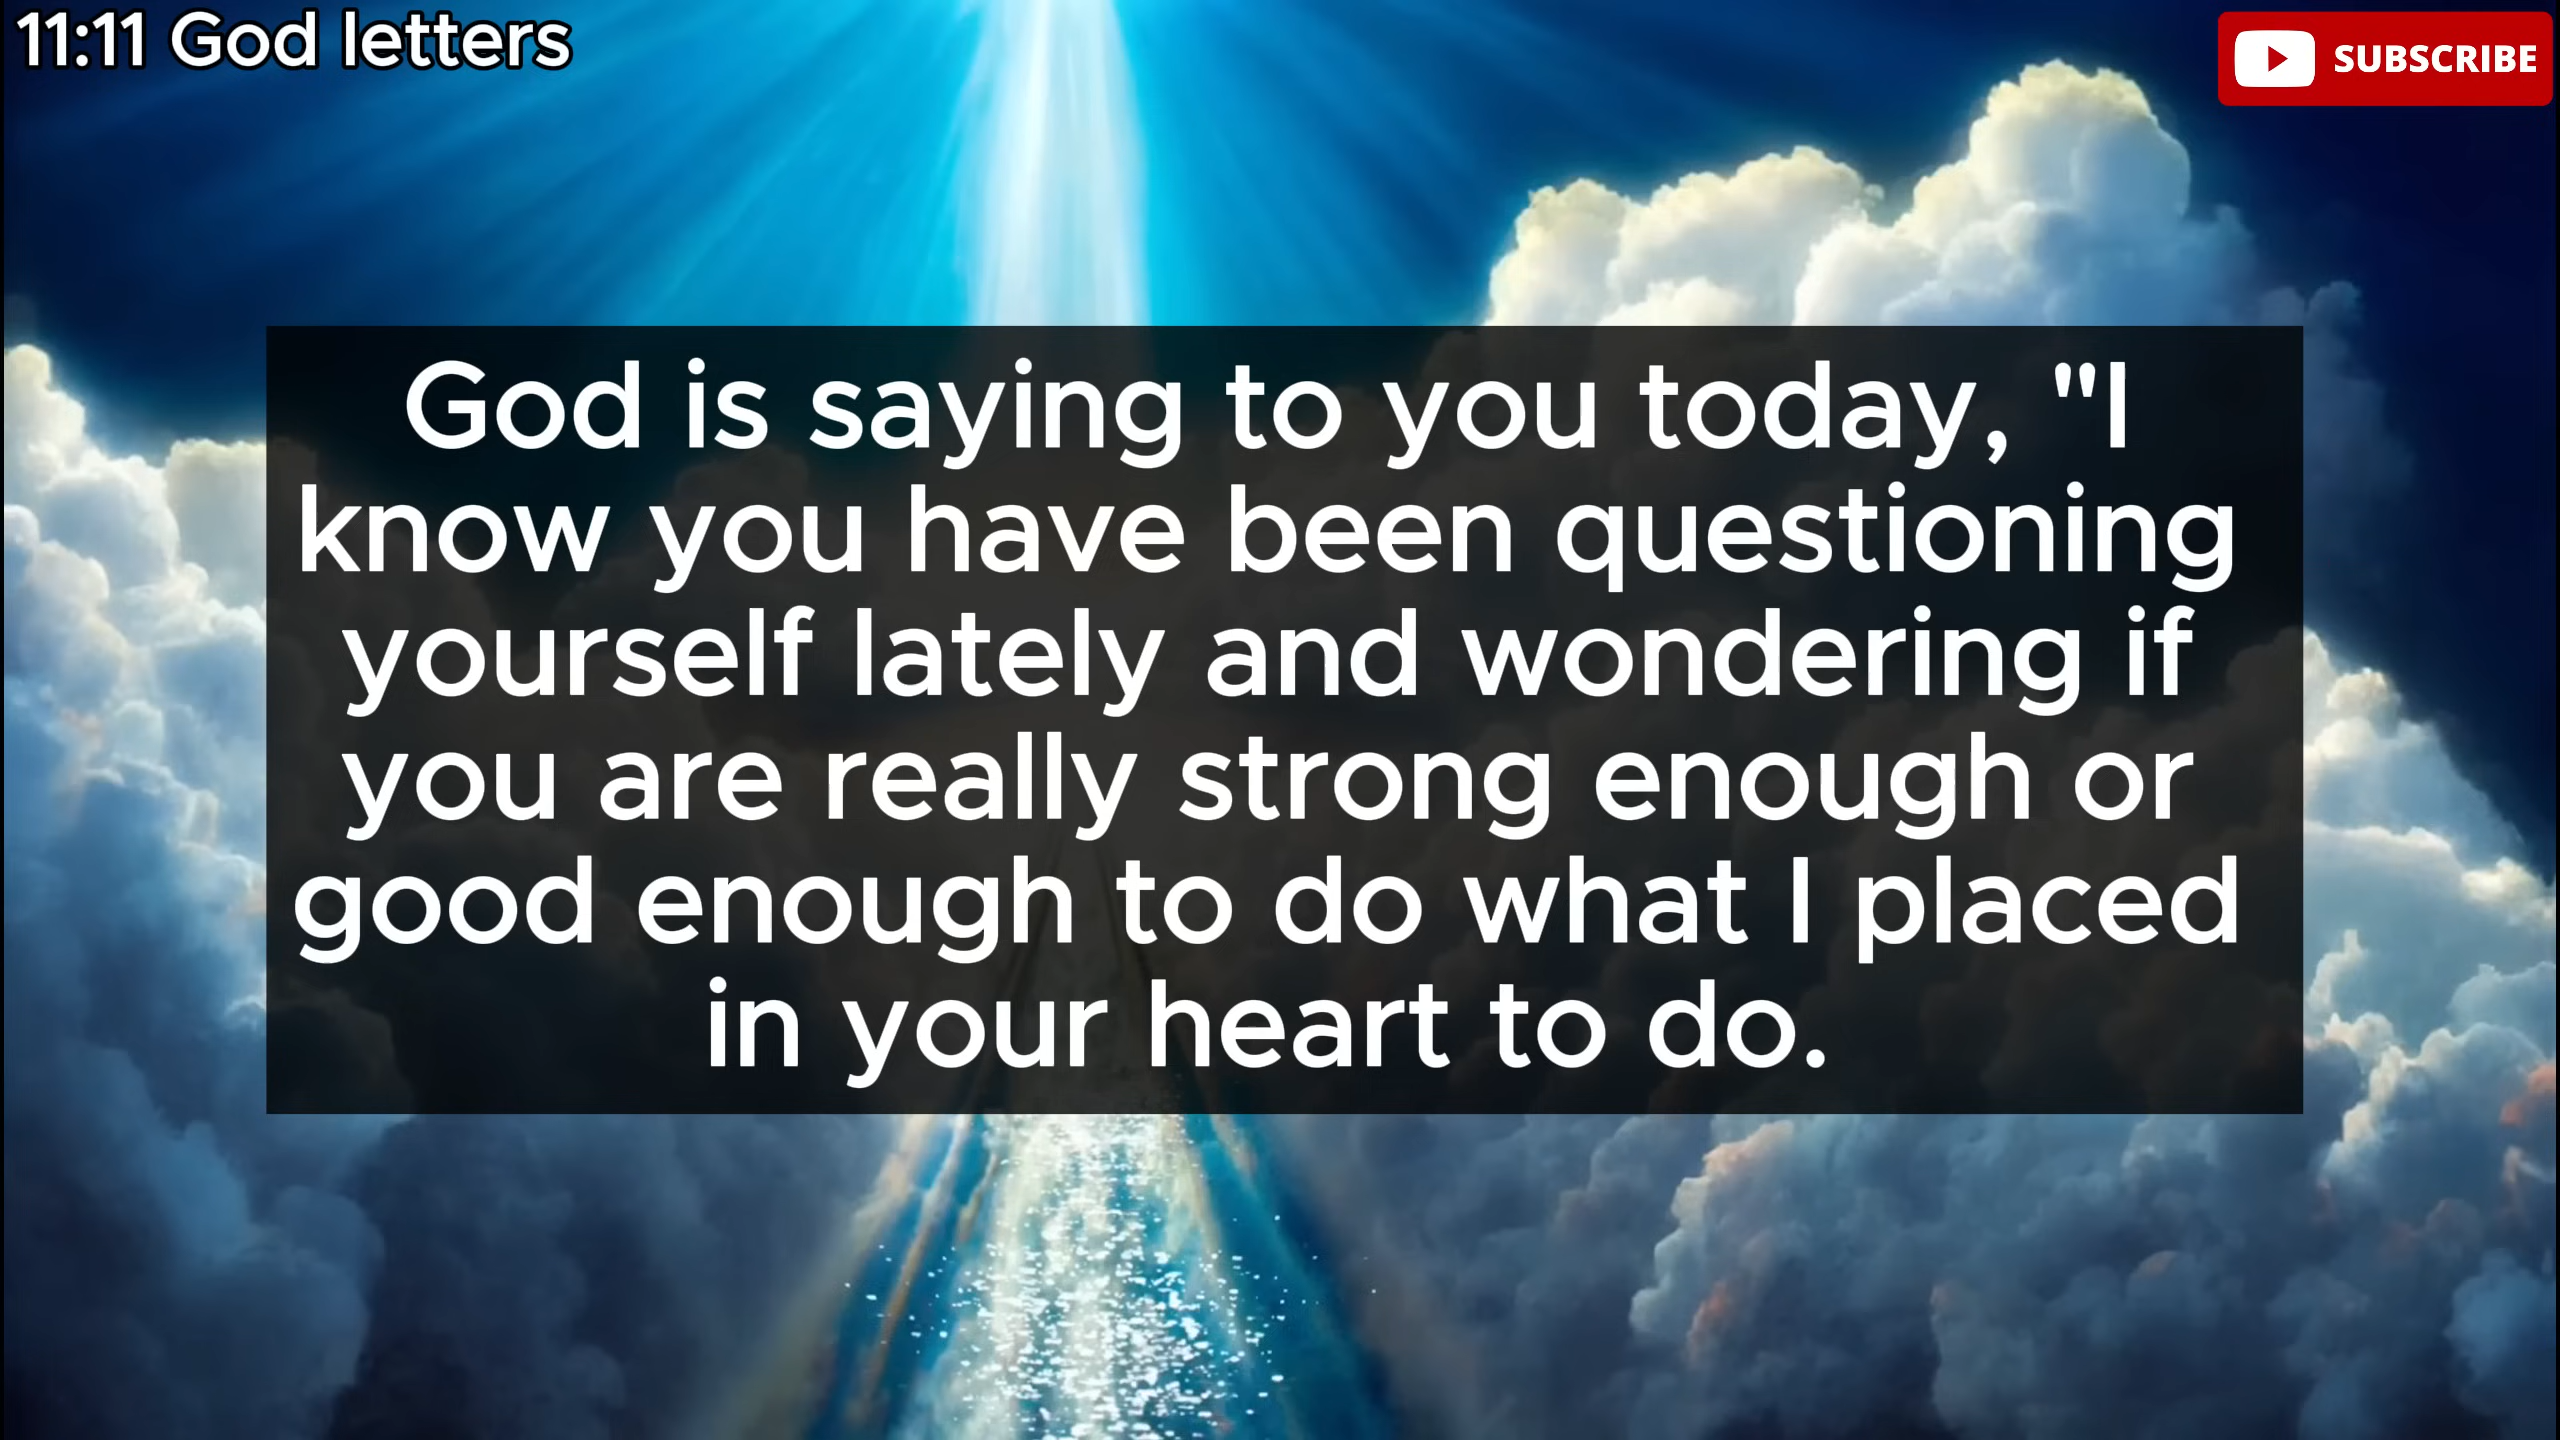 11:11 God letters
SUBSCRIBE
God is saying to you today, "I
know you have been questioning
yourself lately and wondering if
you are really strong enough or
good enough to do what I placed
in your heart to do.